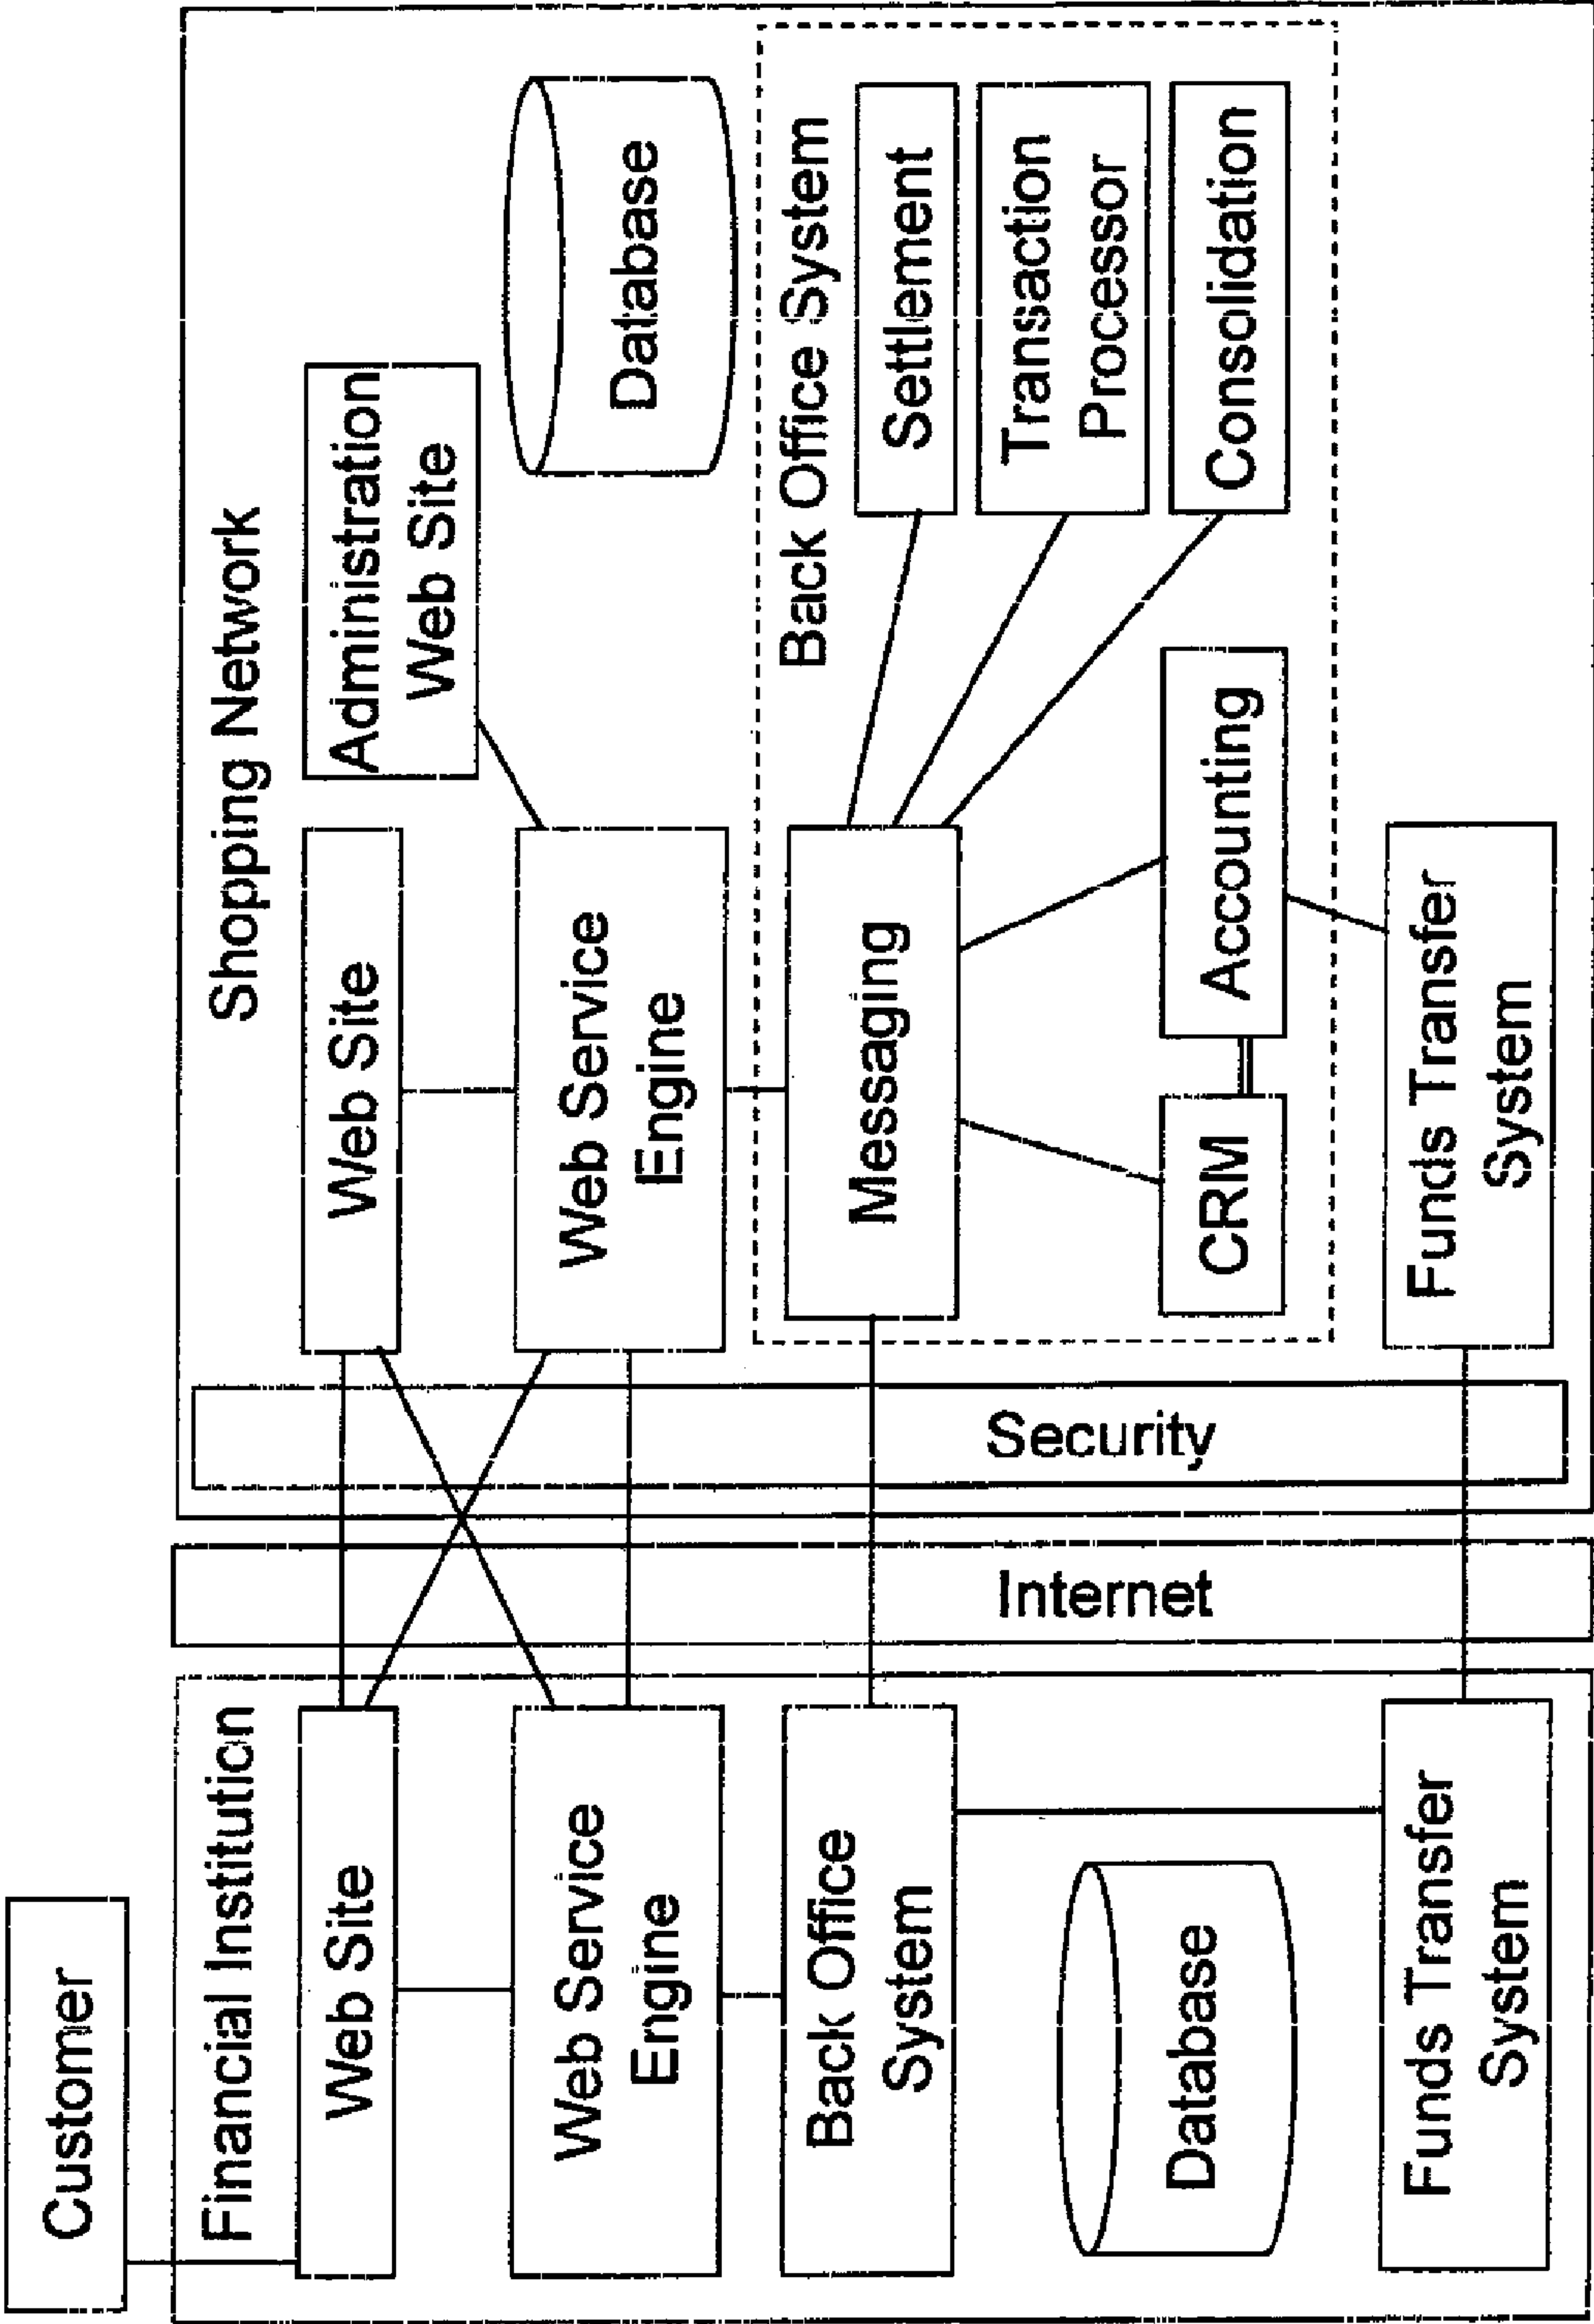 Customer
Financial Institution
Web Site
Web Service
Engine
Back Office
System
Database
Funds Transfer
System
Internet
Security
Shopping Network
Web Site
Administration
Web Site
Web Service
Engine
Database
Back Office System
Messaging
Settlement
Transaction
Processor
Consolidation
CRM
Accounting
Funds Transfer
System